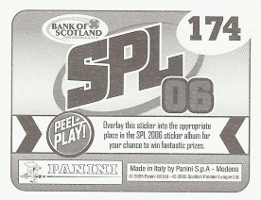 BANK OF
SCOTLAND
174
SPL
06
PEEL &
PLAY!
Overlay this sticker into the appropriate
place in the SPL 2006 sticker album for
your chance to win fantastic prizes.
PANINI
Made in Italy by Panini S.p.A - Modena